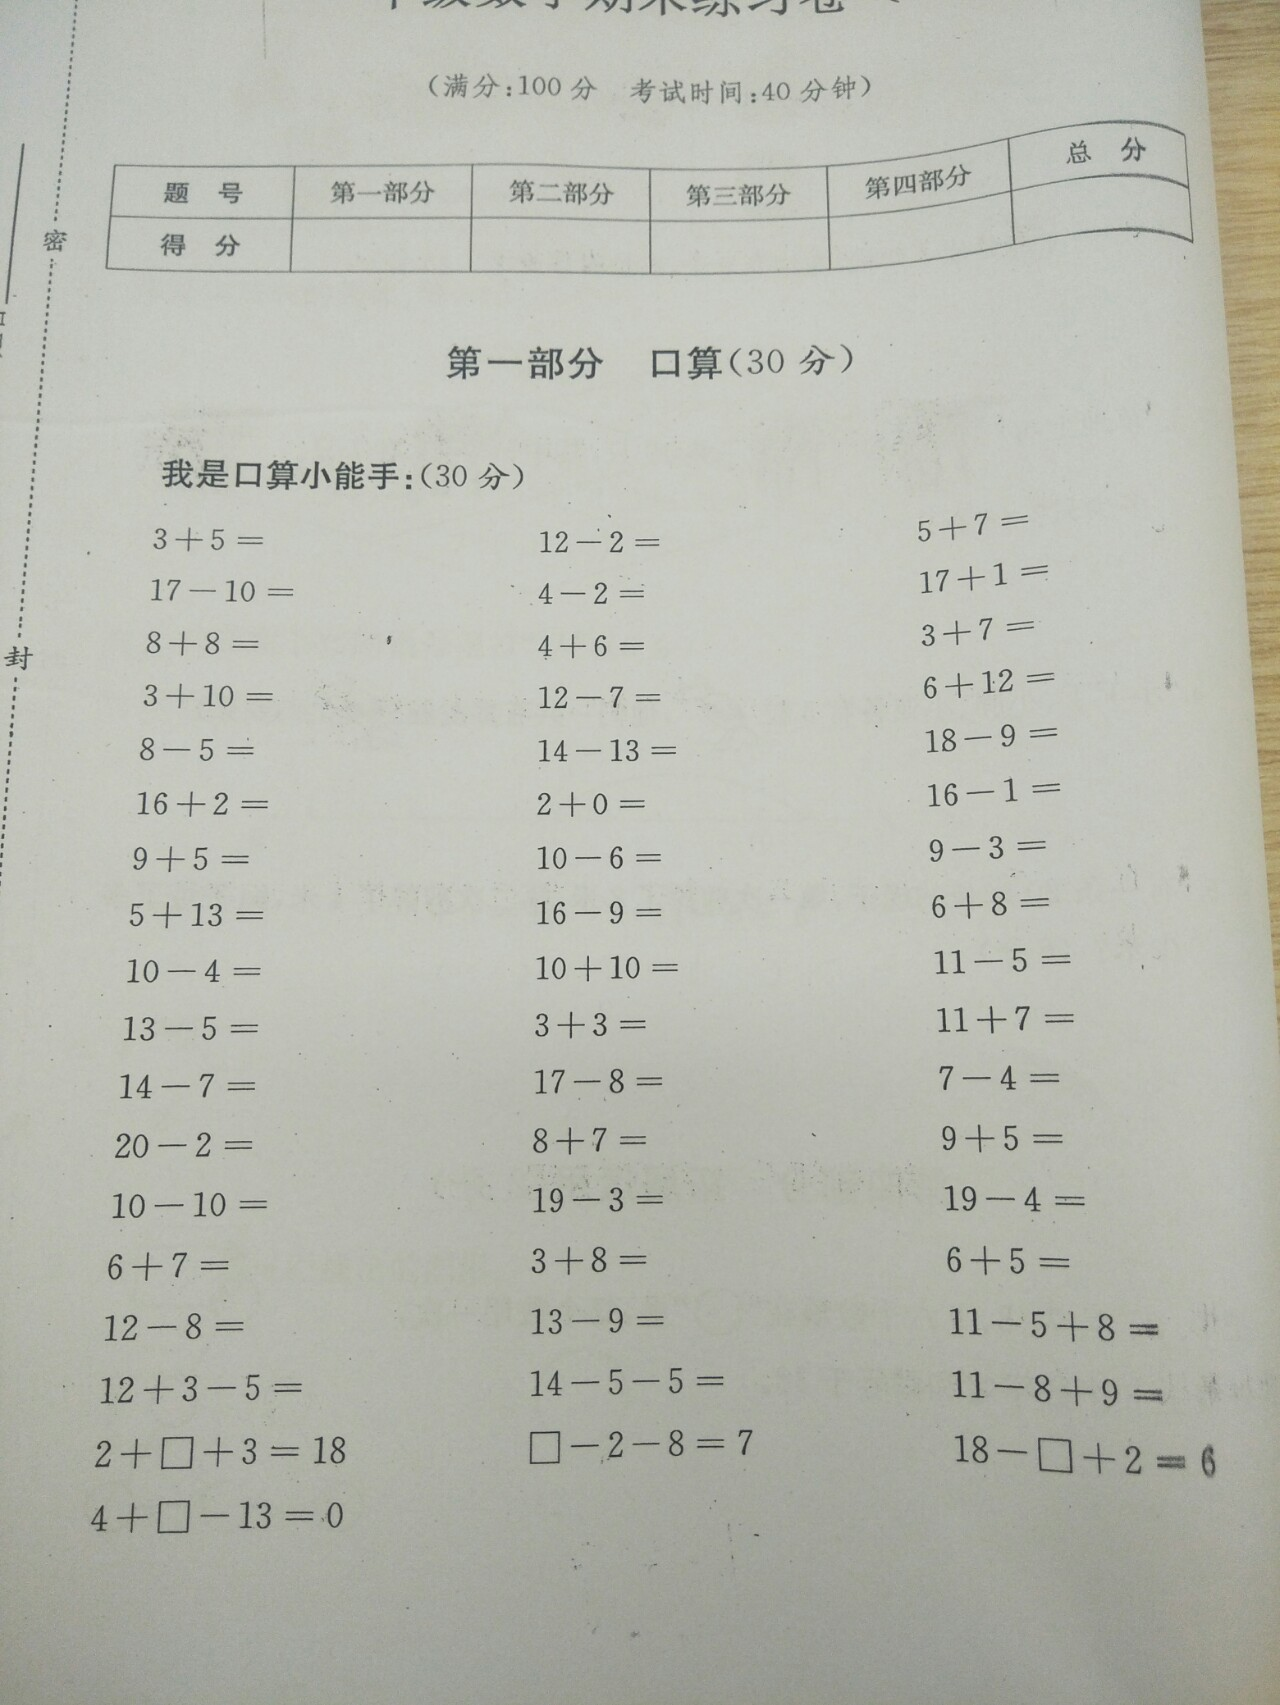 期末练习卷
(满分:100 分 考试时间:40 分钟)
题 号 第一部分 第二部分 第三部分 第四部分 总 分
得 分
密
封
第一部分 口算(30 分)
我是口算小能手:(30 分)
3+5= 12-2= 5+7=
17-10= 4-2= 17+1=
8+8= 4+6= 3+7=
3+10= 12-7= 6+12=
8-5= 14-13= 18-9=
16+2= 2+0= 16-1=
9+5= 10-6= 9-3=
5+13= 16-9= 6+8=
10-4= 10+10= 11-5=
13-5= 3+3= 11+7=
14-7= 17-8= 7-4=
20-2= 8+7= 9+5=
10-10= 19-3= 19-4=
6+7= 3+8= 6+5=
12-8= 13-9= 11-5+8=
12+3-5= 14-5-5= 11-8+9=
2+□+3=18 □-2-8=7 18-□+2=6
4+□-13=0